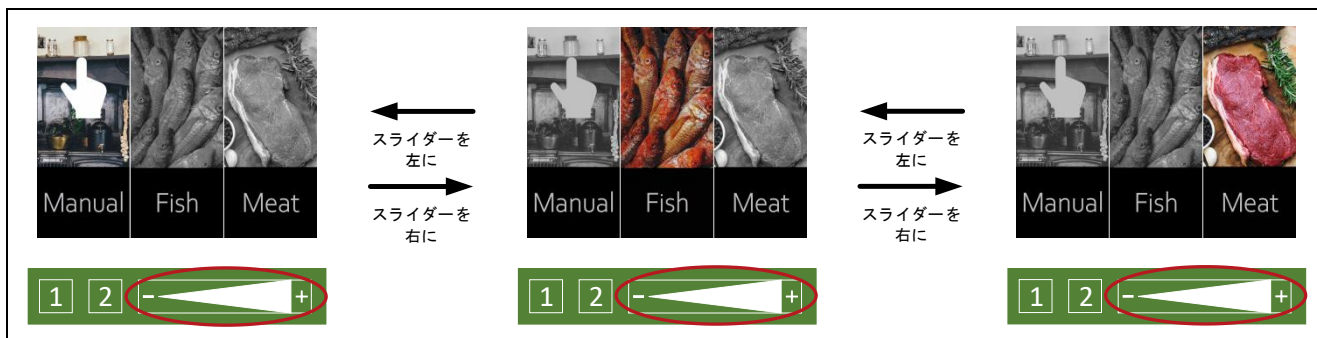 Manual Fish Meat
スライダーを
左に
スライダーを
右に
Manual Fish Meat
スライダーを
左に
スライダーを
右に
Manual Fish Meat
1 2 - +
1 2 - +
1 2 - +